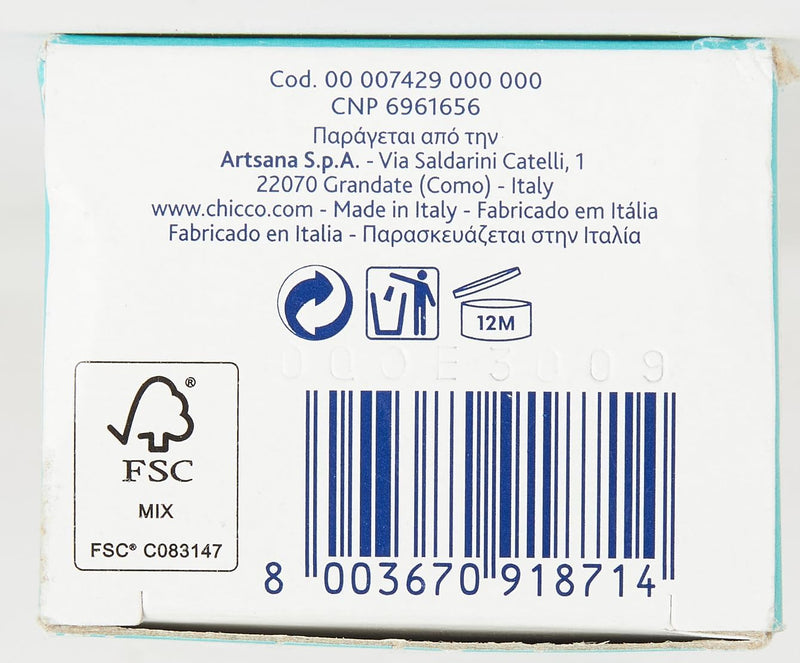 Cod. 00 007429 000 000
CNP 6961656
Παράγεται από την
Artsana S.p.A. - Via Saldarini Catelli, 1
22070 Grandate (Como) - Italy
www.chicco.com - Made in Italy - Fabricado em Itália
Fabricado en Italia - Παρασκευάζεται στην Ιταλία
12M
®
FSC
MIX
FSC® C083147
8 003670 918714